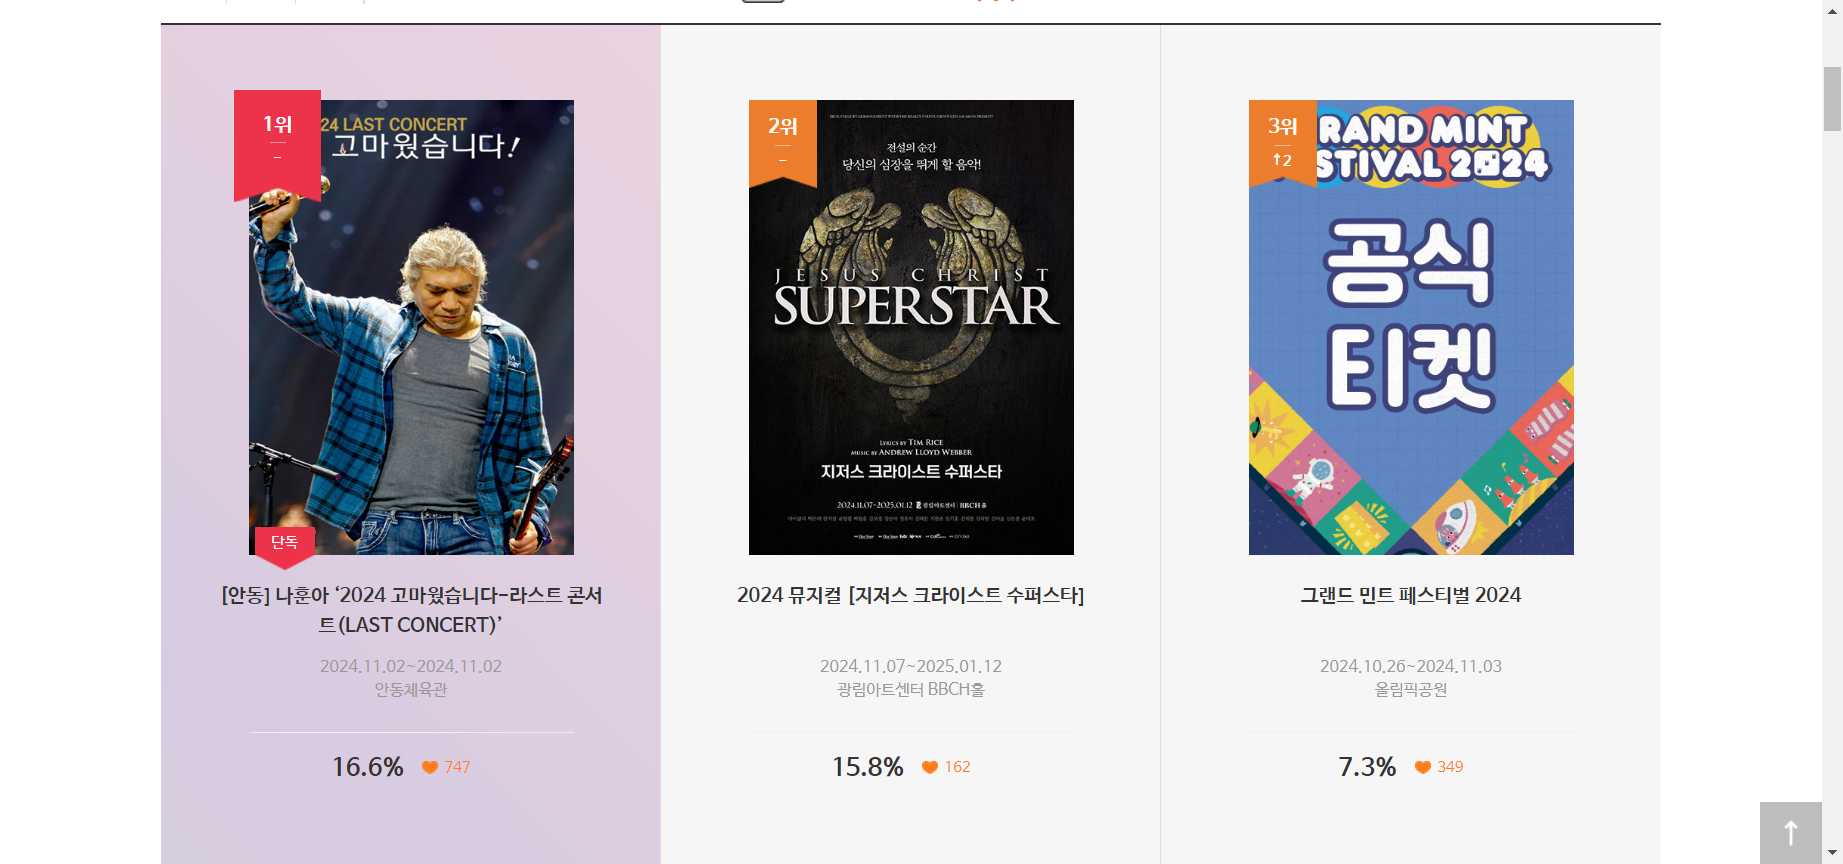 1위
–
24 LAST CONCERT
고마웠습니다!
단독
[안동] 나훈아 ‘2024 고마웠습니다-라스트 콘서
트(LAST CONCERT)’
2024.11.02~2024.11.02
안동체육관
16.6%
747
2위
–
전설의 순간
당신의 심장을 뛰게 할 음악!
JESUS CHRIST
SUPERSTAR
LYRICS BY TIM RICE
MUSIC BY ANDREW LLOYD WEBBER
지저스 크라이스트 수퍼스타
2024.11.07~2025.01.12 광림아트센터 BBCH홀
2024 뮤지컬 [지저스 크라이스트 수퍼스타]
2024.11.07~2025.01.12
광림아트센터 BBCH홀
15.8%
162
3위
↑2
RAND MINT
STIVAL 2024
공식
티켓
그랜드 민트 페스티벌 2024
2024.10.26~2024.11.03
올림픽공원
7.3%
349
↑